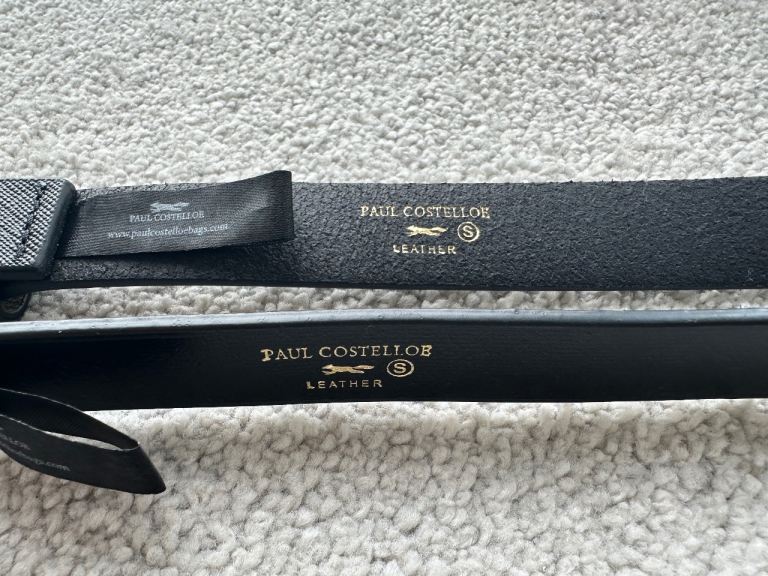 PAUL COSTELLOE
www.paulcostelloebags.com
PAUL COSTELLOE
S
LEATHER
PAUL COSTELLOE
S
LEATHER